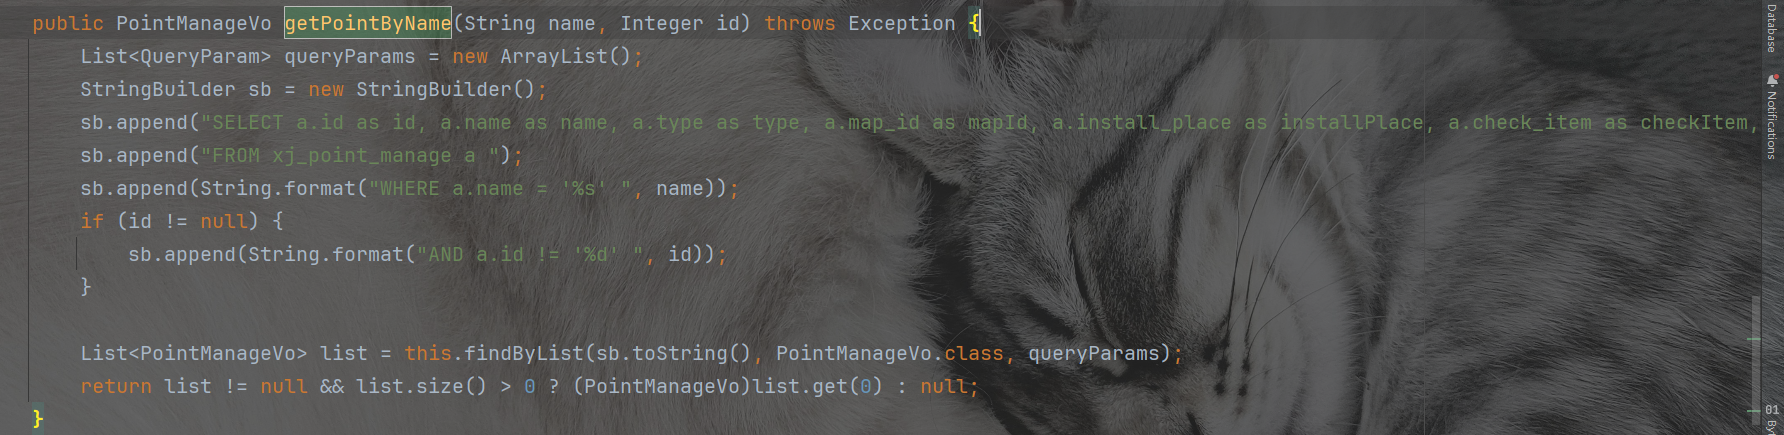 public PointManageVo getPointByName(String name, Integer id) throws Exception {
List<QueryParam> queryParams = new ArrayList();
StringBuilder sb = new StringBuilder();
sb.append("SELECT a.id as id, a.name as name, a.type as type, a.map_id as mapId, a.install_place as installPlace, a.check_item as checkItem,
sb.append("FROM xj_point_manage a ");
sb.append(String.format("WHERE a.name = '%s' ", name));
if (id != null) {
sb.append(String.format("AND a.id != '%d' ", id));
}
List<PointManageVo> list = this.findByList(sb.toString(), PointManageVo.class, queryParams);
return list != null && list.size() > 0 ? (PointManageVo)list.get(0) : null;
}
Database
Notifications
01
By